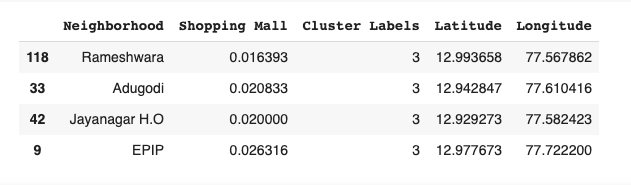 Neighborhood Shopping Mall Cluster Labels Latitude Longitude
118 Rameshwara 0.016393 3 12.993658 77.567862
33 Adugodi 0.020833 3 12.942847 77.610416
42 Jayanagar H.O 0.020000 3 12.929273 77.582423
9 EPIP 0.026316 3 12.977673 77.722200